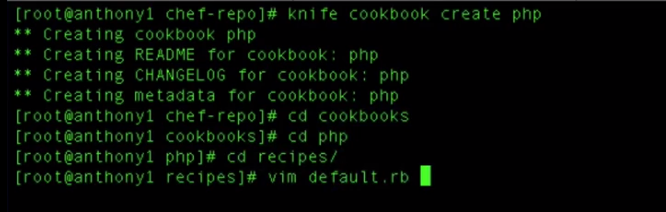 [root@anthony1 chef-repo]# knife cookbook create php
** Creating cookbook php
** Creating README for cookbook: php
** Creating CHANGELOG for cookbook: php
** Creating metadata for cookbook: php
[root@anthony1 chef-repo]# cd cookbooks
[root@anthony1 cookbooks]# cd php
[root@anthony1 php]# cd recipes/
[root@anthony1 recipes]# vim default.rb